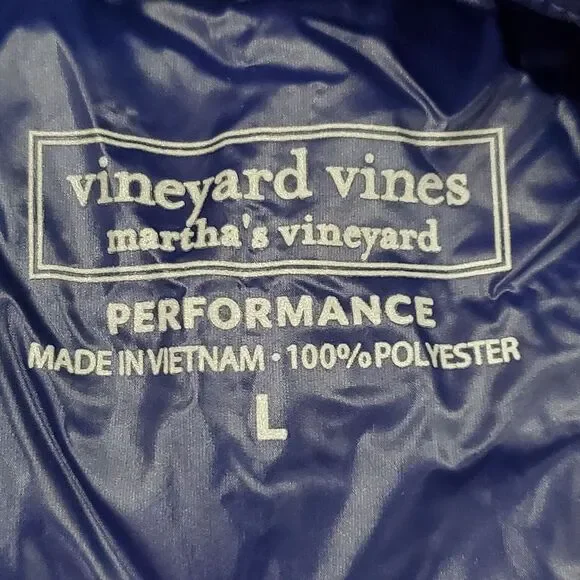 vineyard vines
martha's vineyard
PERFORMANCE
MADE IN VIETNAM · 100% POLYESTER
L